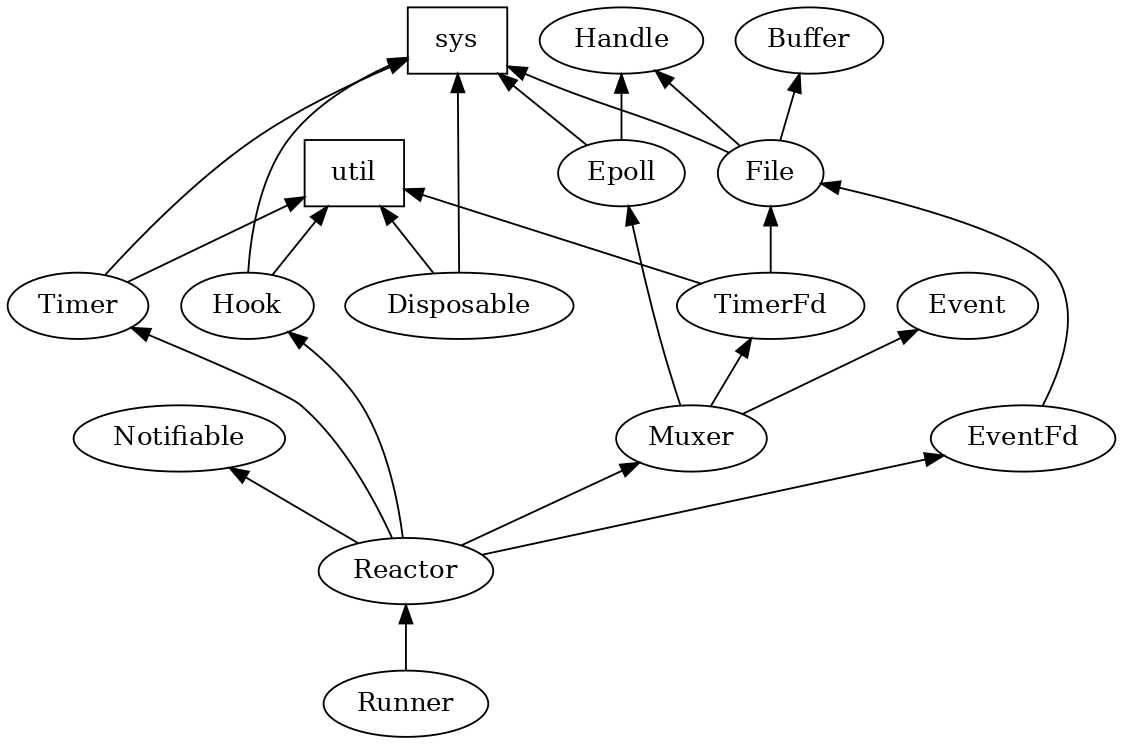 sys
Handle
Buffer
util
Epoll
File
Timer
Hook
Disposable
TimerFd
Event
Notifiable
Muxer
EventFd
Reactor
Runner